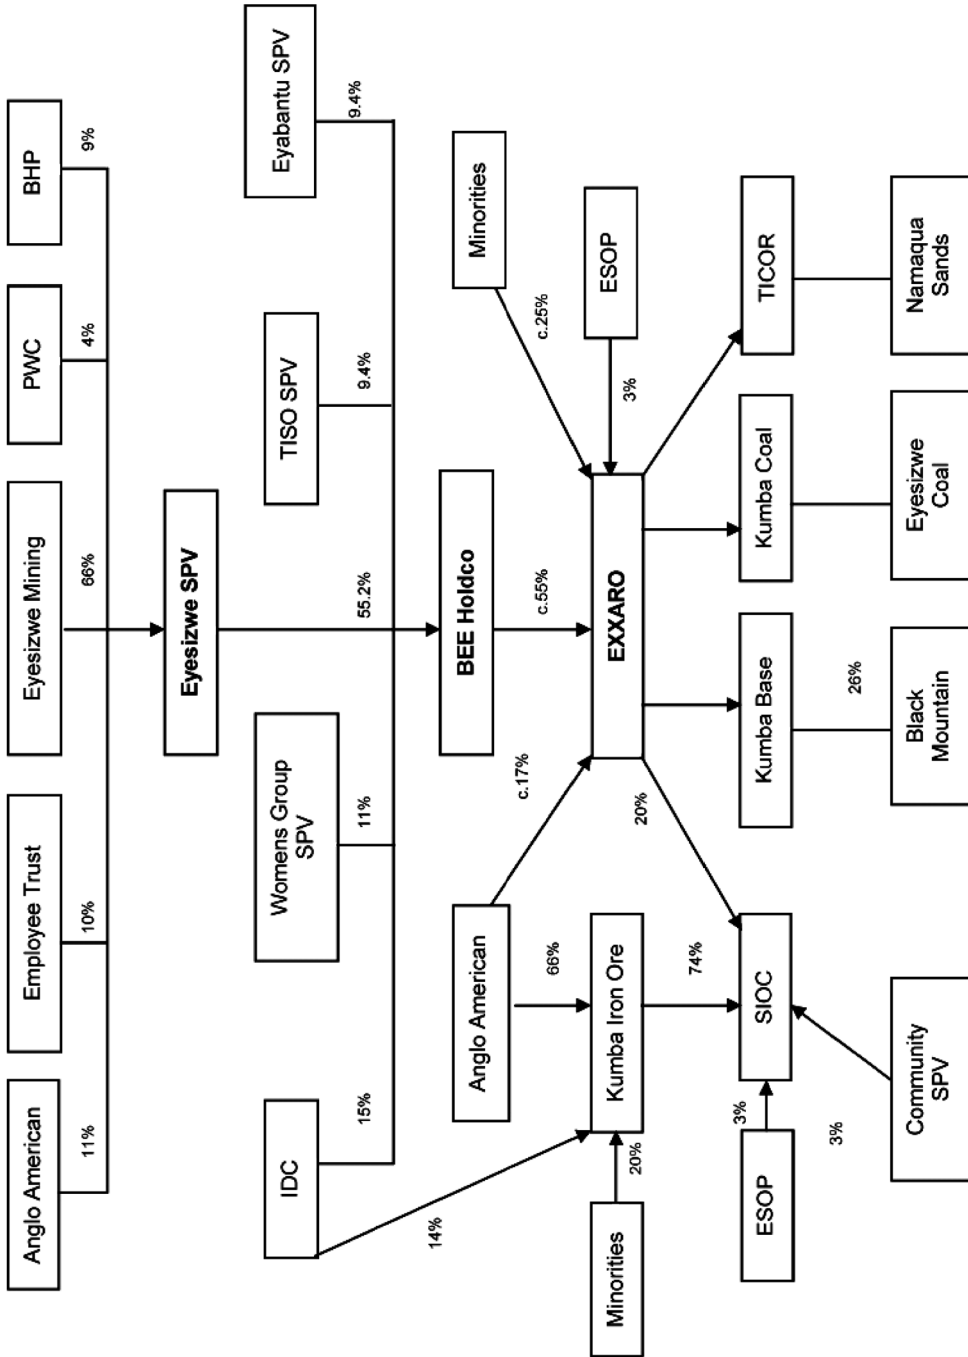 Anglo American
Employee Trust
Eyesizwe Mining
PWC
BHP
11%
10%
66%
4%
9%
Eyesizwe SPV
IDC
Womens Group
SPV
TISO SPV
Eyabantu SPV
15%
11%
55.2%
9.4%
9.4%
BEE Holdco
Anglo American
Minorities
14%
66%
c.17%
c.55%
c.25%
ESOP
Minorities
20%
Kumba Iron Ore
EXXARO
3%
74%
20%
ESOP
3%
SIOC
Kumba Base
Kumba Coal
TICOR
3%
26%
Community
SPV
Black
Mountain
Eyesizwe
Coal
Namaqua
Sands